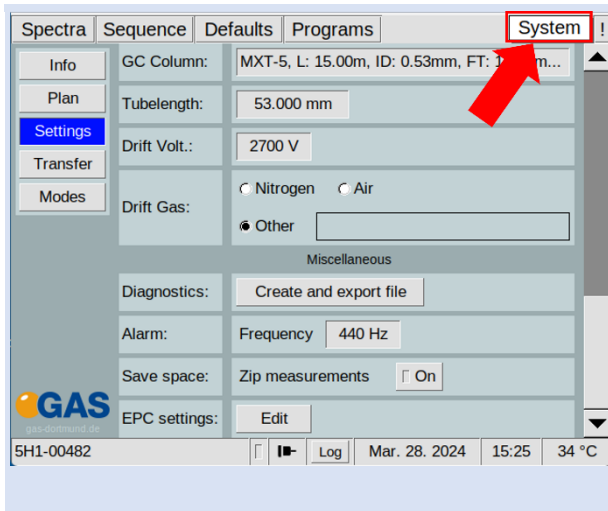 Spectra Sequence Defaults Programs System !
Info
Plan
Settings
Transfer
Modes
GC Column: MXT-5, L: 15.00m, ID: 0.53mm, FT:
Tubelength: 53.000 mm
Drift Volt.: 2700 V
Drift Gas: Nitrogen Air
Other
Miscellaneous
Diagnostics: Create and export file
Alarm: Frequency 440 Hz
Save space: Zip measurements On
EPC settings: Edit
GAS
gas-dortmund.de
5H1-00482 Log Mar. 28. 2024 15:25 34 °C